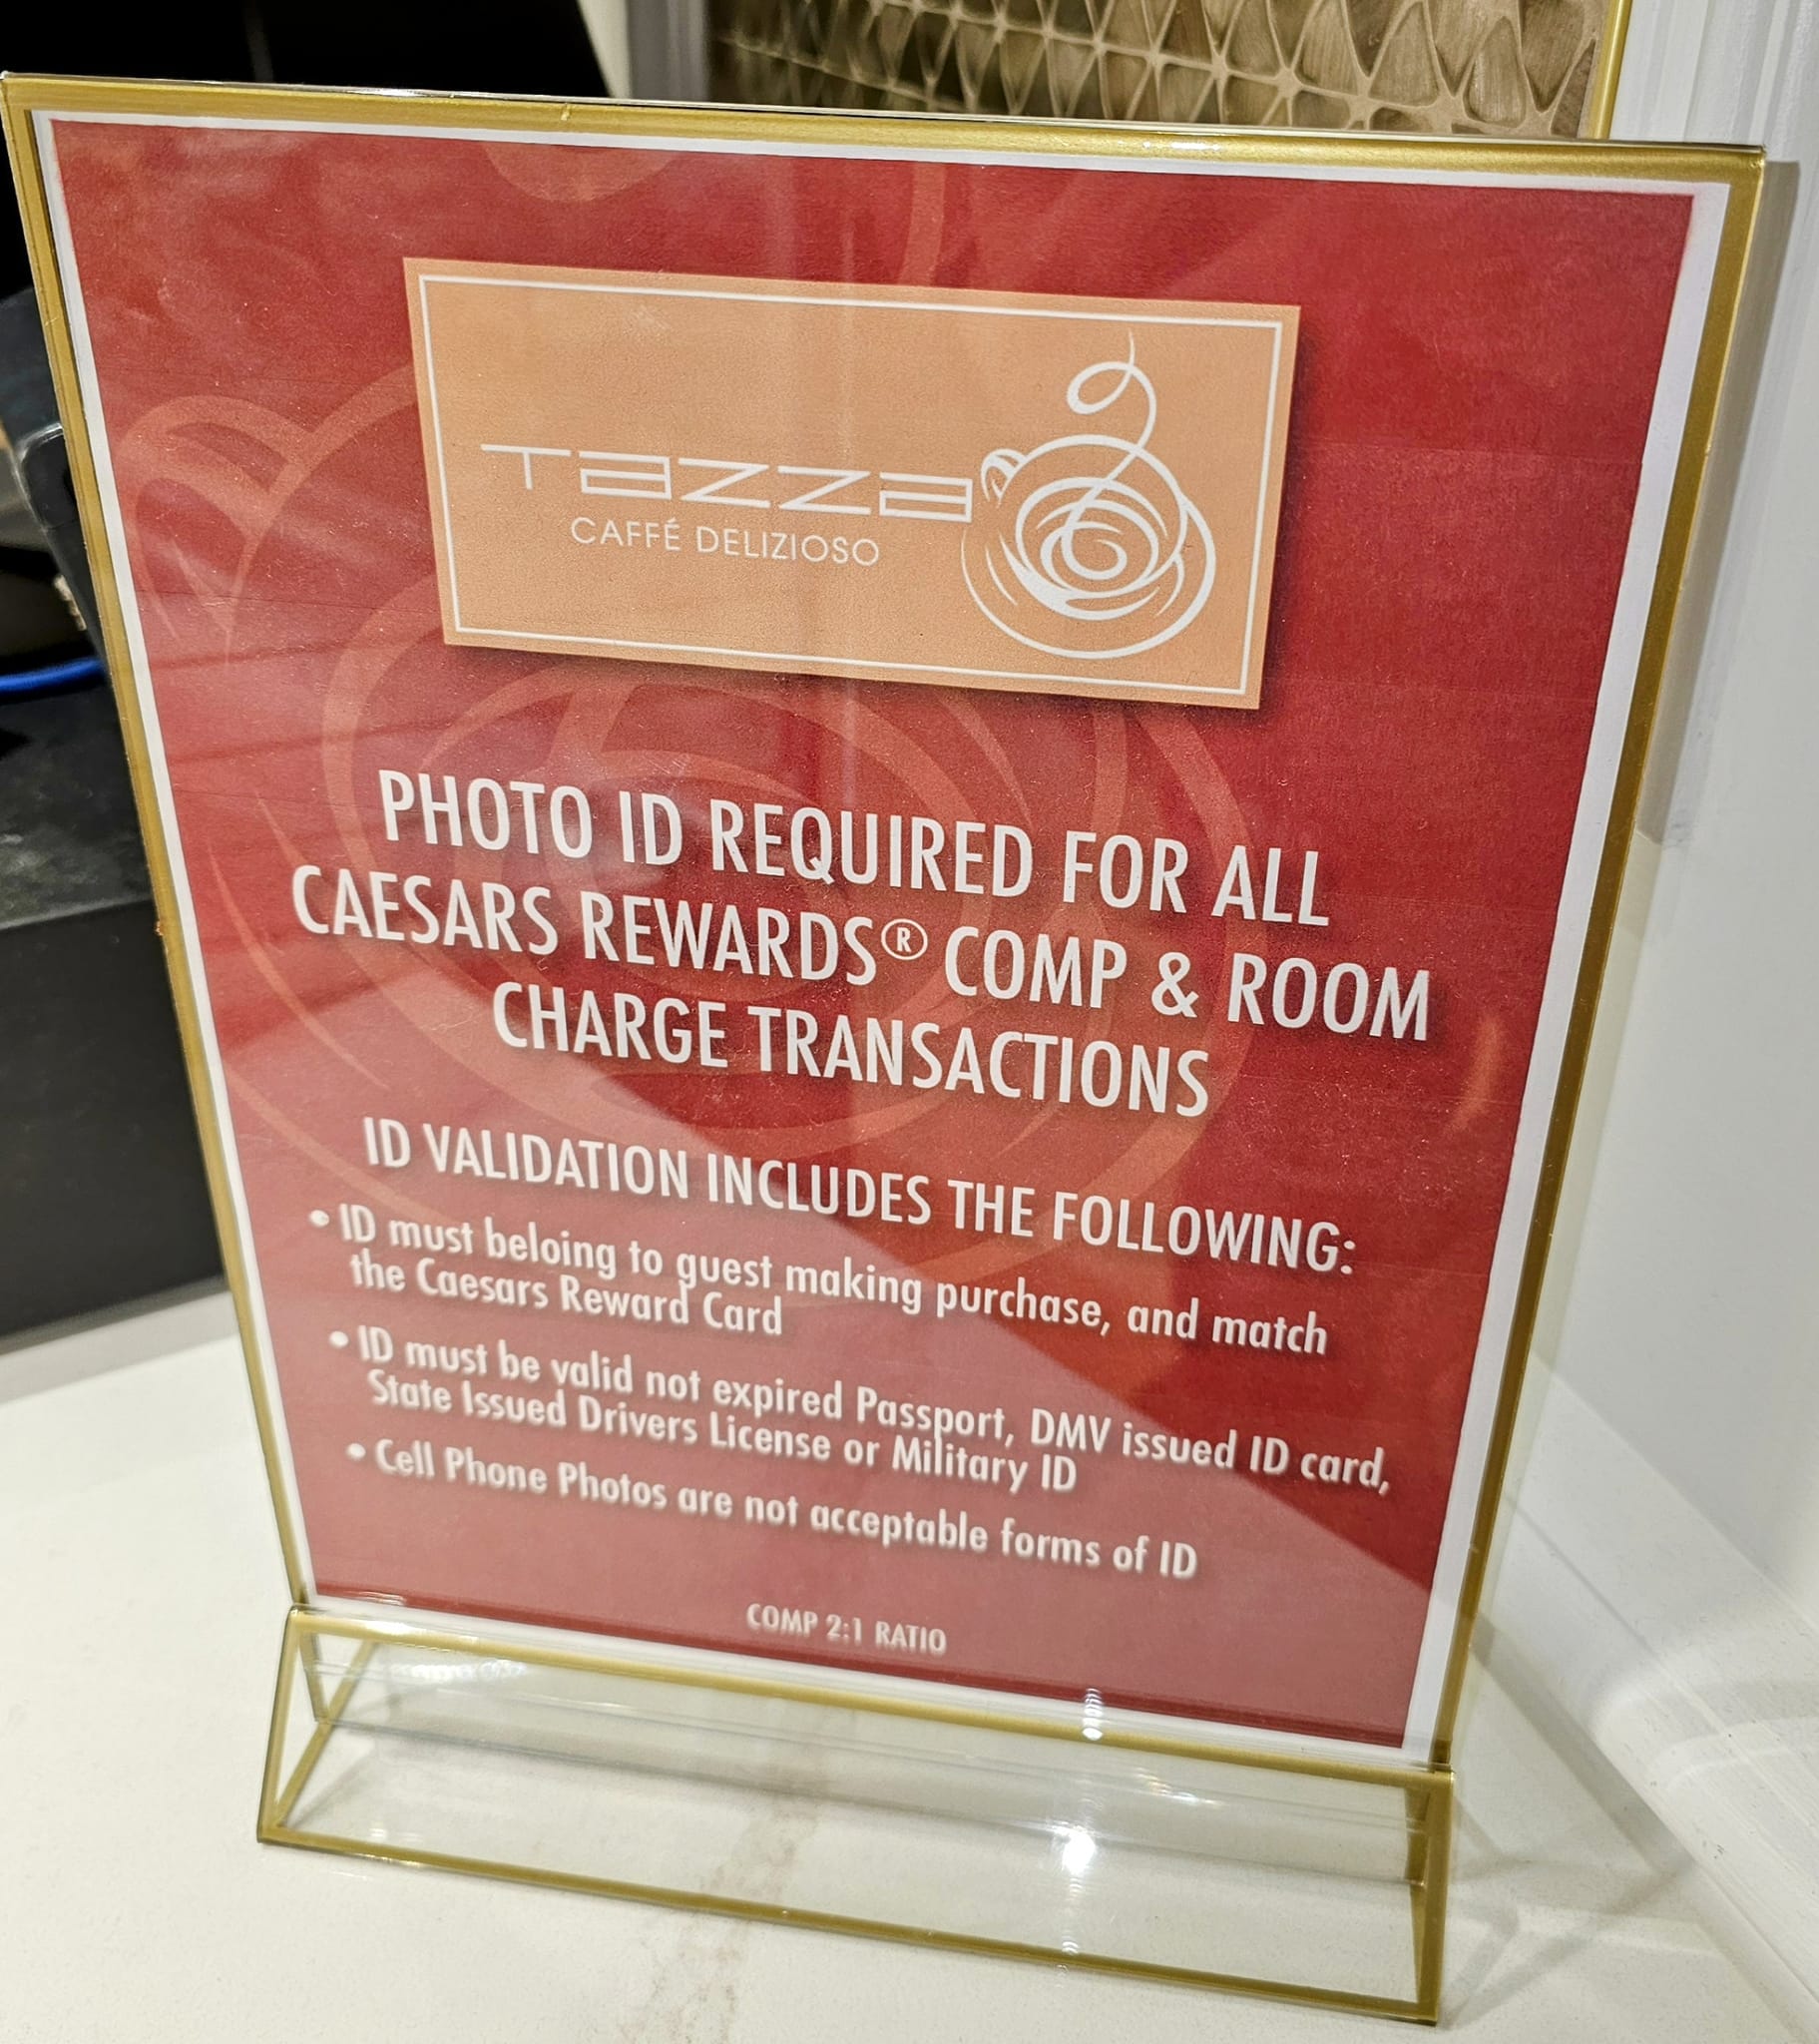 Tazza
CAFFÉ DELIZIOSO
PHOTO ID REQUIRED FOR ALL
CAESARS REWARDS® COMP & ROOM
CHARGE TRANSACTIONS
ID VALIDATION INCLUDES THE FOLLOWING:
• ID must beloing to guest making purchase, and match
the Caesars Reward Card
• ID must be valid not expired Passport, DMV issued ID card,
State Issued Drivers License or Military ID
• Cell Phone Photos are not acceptable forms of ID
COMP 2:1 RATIO